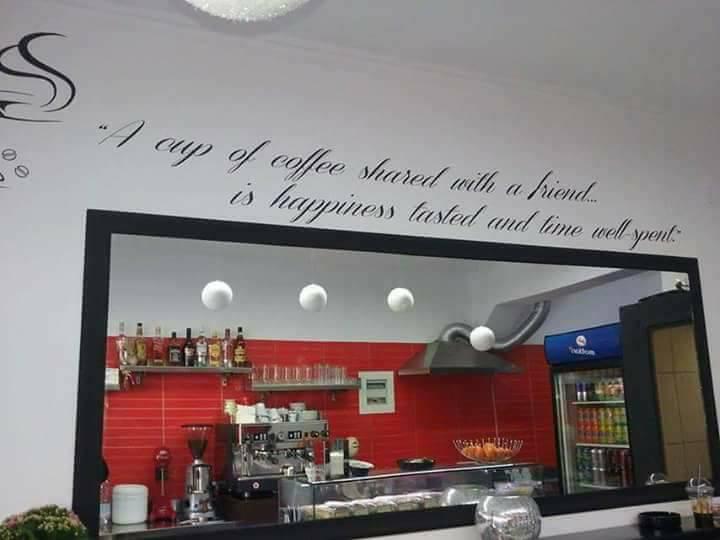 "A cup of coffee shared with a friend...
is happiness tasted and time well-spent."